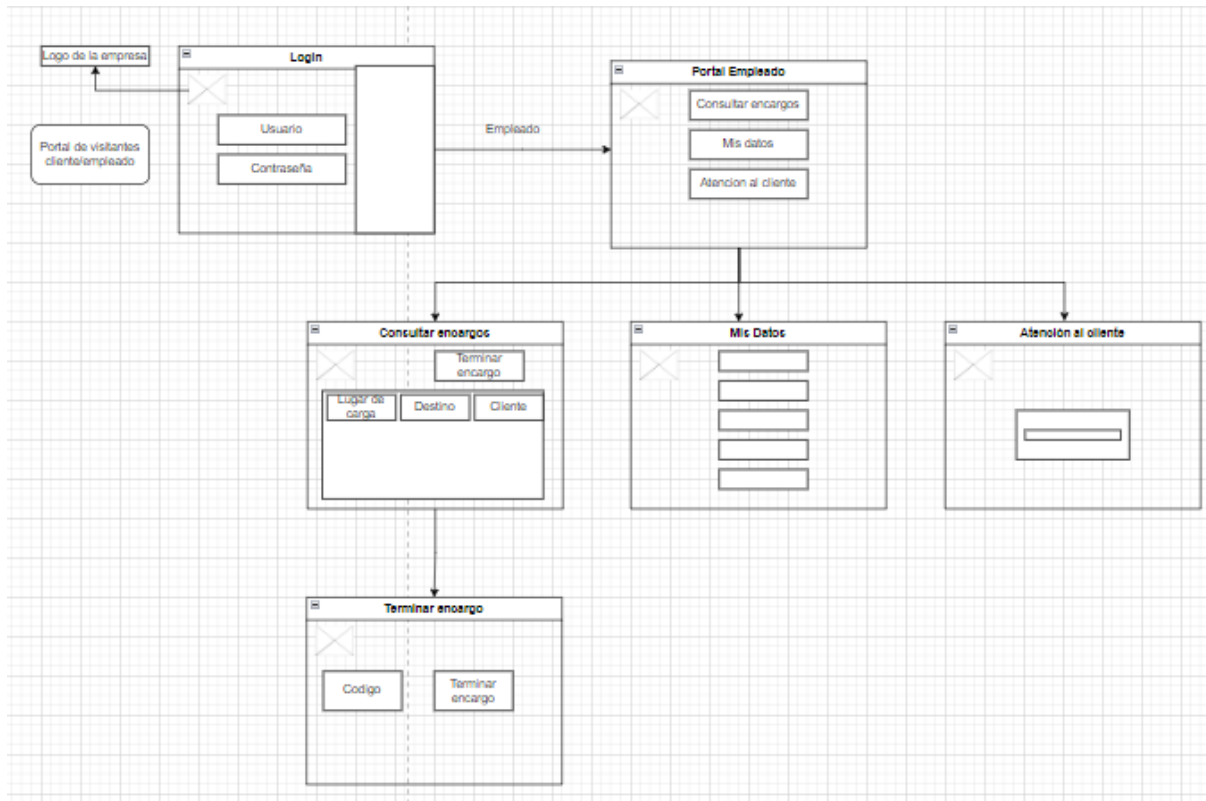 Logo de la empresa
Login
Portal Empleado
Consultar encargos
Usuario
Empleado
Portal de visitantes
cliente/empleado
Mis datos
Contraseña
Atencion al cliente
Consultar encargos
Mis Datos
Atención al cliente
Terminar
encargo
Lugar de
carga
Destino
Cliente
Terminar encargo
Codigo
Terminar
encargo